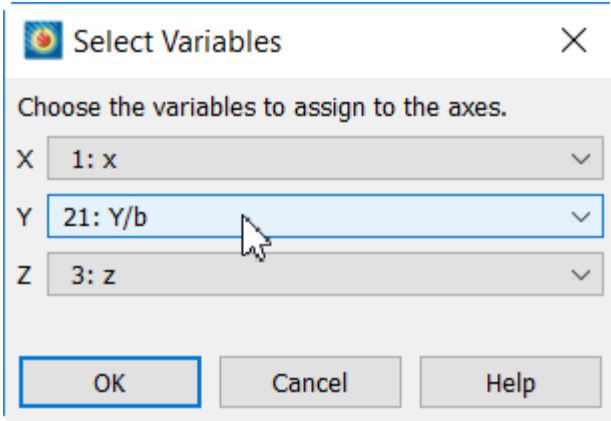 Select Variables
Choose the variables to assign to the axes.
X 1: x
Y 21: Y/b
Z 3: z
OK Cancel Help